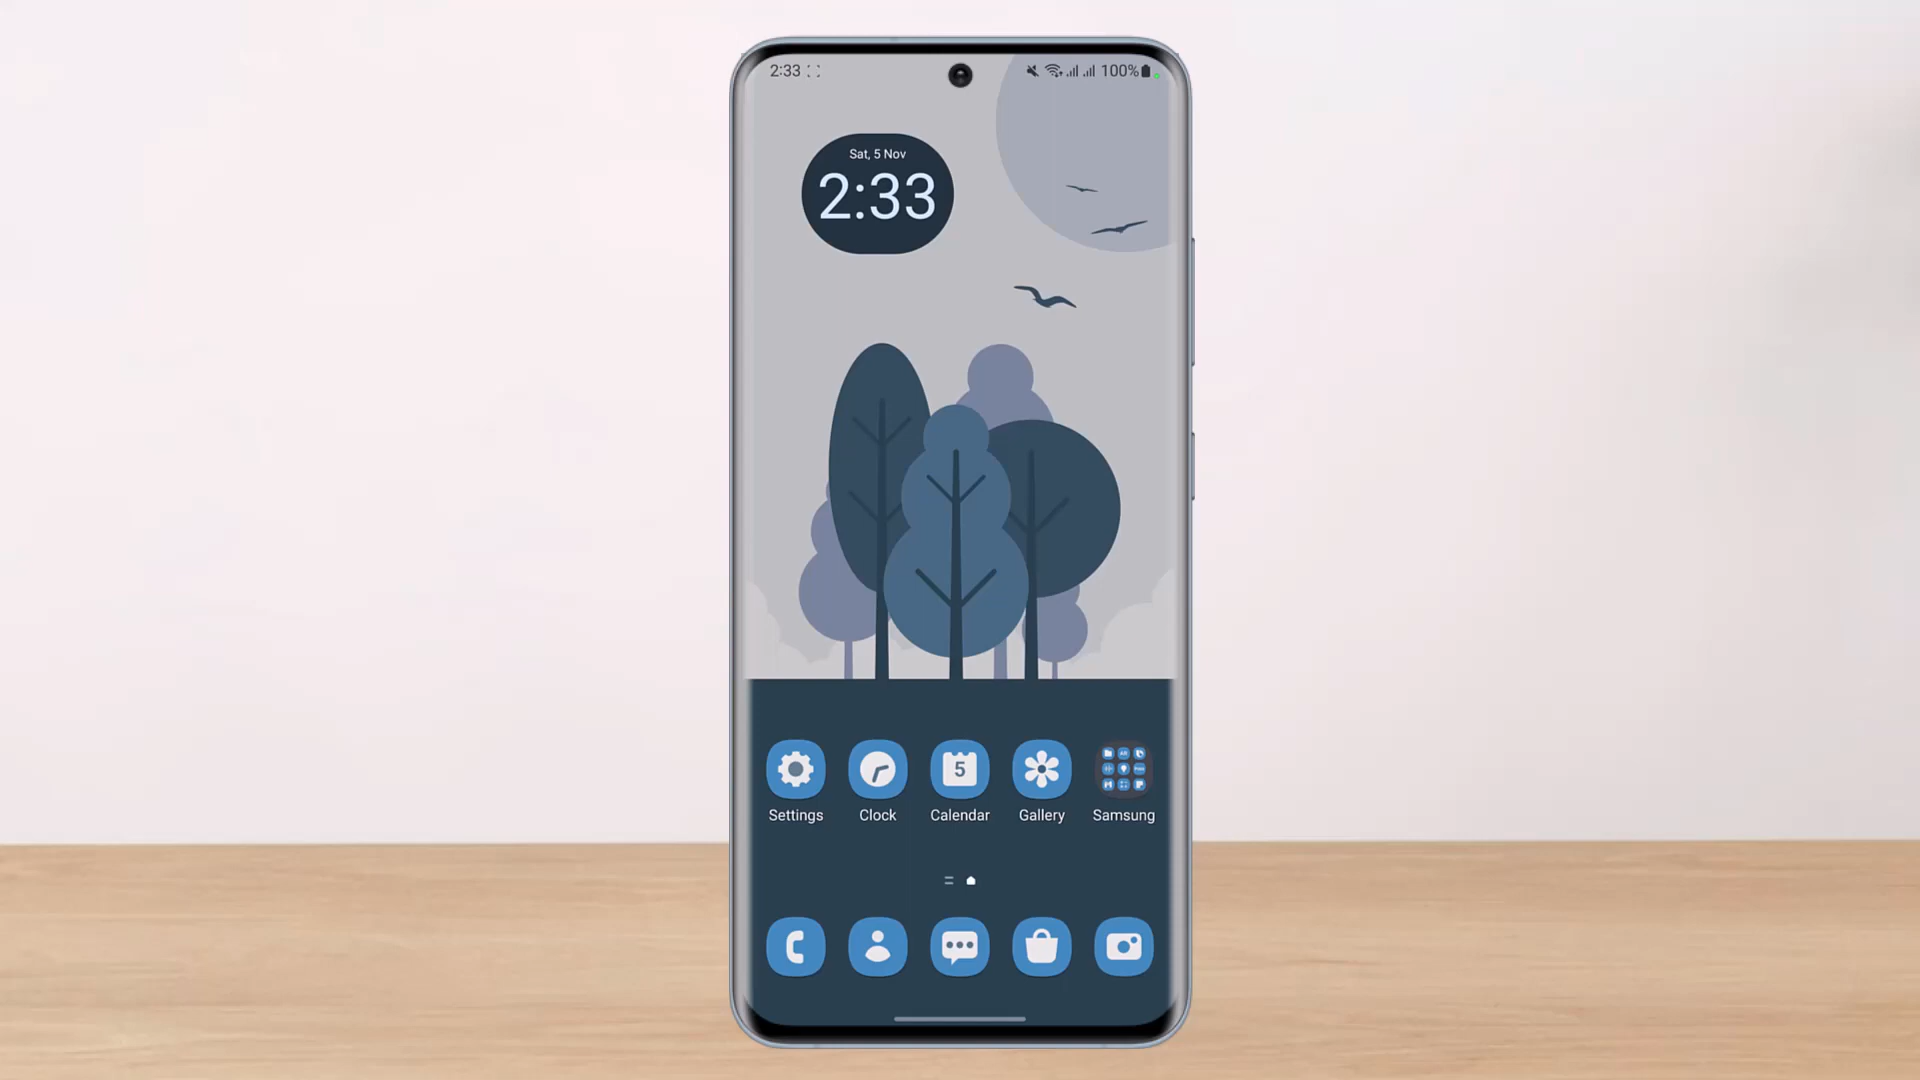 2:33
100%
Sat, 5 Nov
2:33
5
Settings
Clock
Calendar
Gallery
Samsung